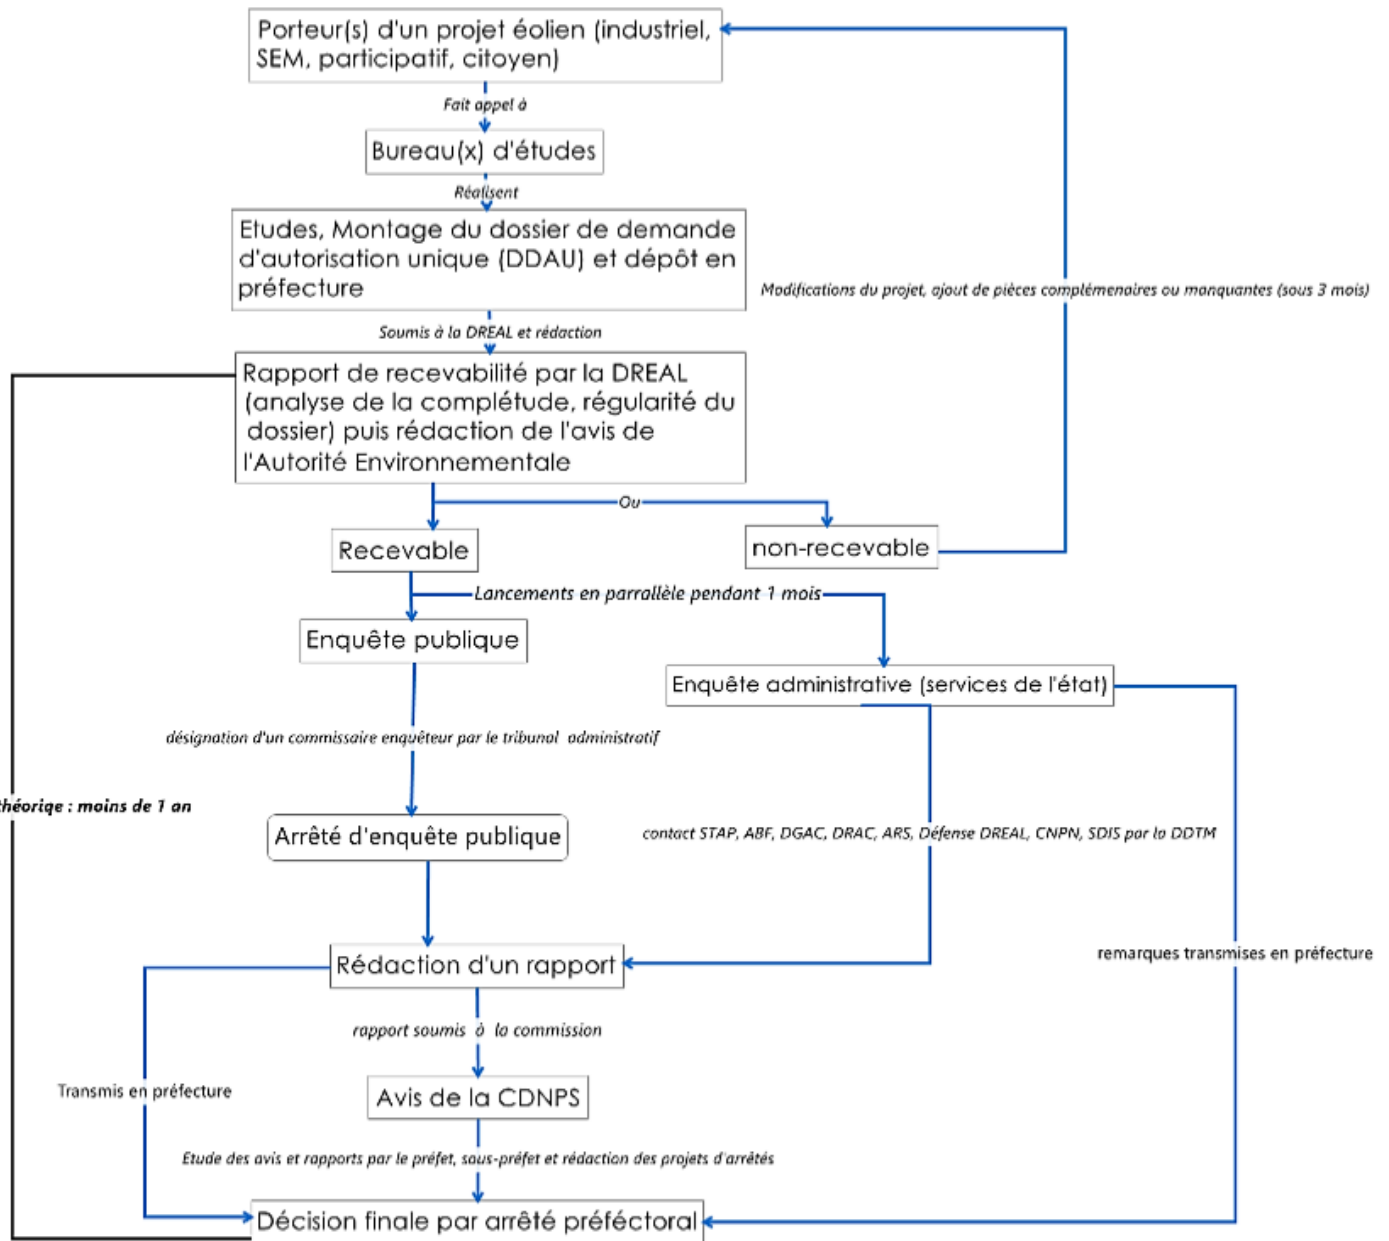 Porteur(s) d'un projet éolien (industriel,
SEM, participatif, citoyen)
Fait appel à
Bureau(x) d'études
Réalisent
Etudes, Montage du dossier de demande
d'autorisation unique (DDAU) et dépôt en
préfecture
Modifications du projet, ajout de pièces complémenaires ou manquantes (sous 3 mois)
Soumis à la DREAL et rédaction
Rapport de recevabilité par la DREAL
(analyse de la complétude, régularité du
dossier) puis rédaction de l'avis de
l'Autorité Environnementale
Ou
Recevable
non-recevable
Lancements en parrallèle pendant 1 mois
Enquête publique
Enquête administrative (services de l'état)
désignation d'un commissaire enquêteur par le tribunal administratif
théoriqe : moins de 1 an
Arrêté d'enquête publique
contact STAP, ABF, DGAC, DRAC, ARS, Défense DREAL, CNPN, SDIS par la DDTM
Rédaction d'un rapport
remarques transmises en préfecture
rapport soumis à la commission
Transmis en préfecture
Avis de la CDNPS
Etude des avis et rapports par le préfet, sous-préfet et rédaction des projets d'arrêtés
Décision finale par arrêté préféctoral